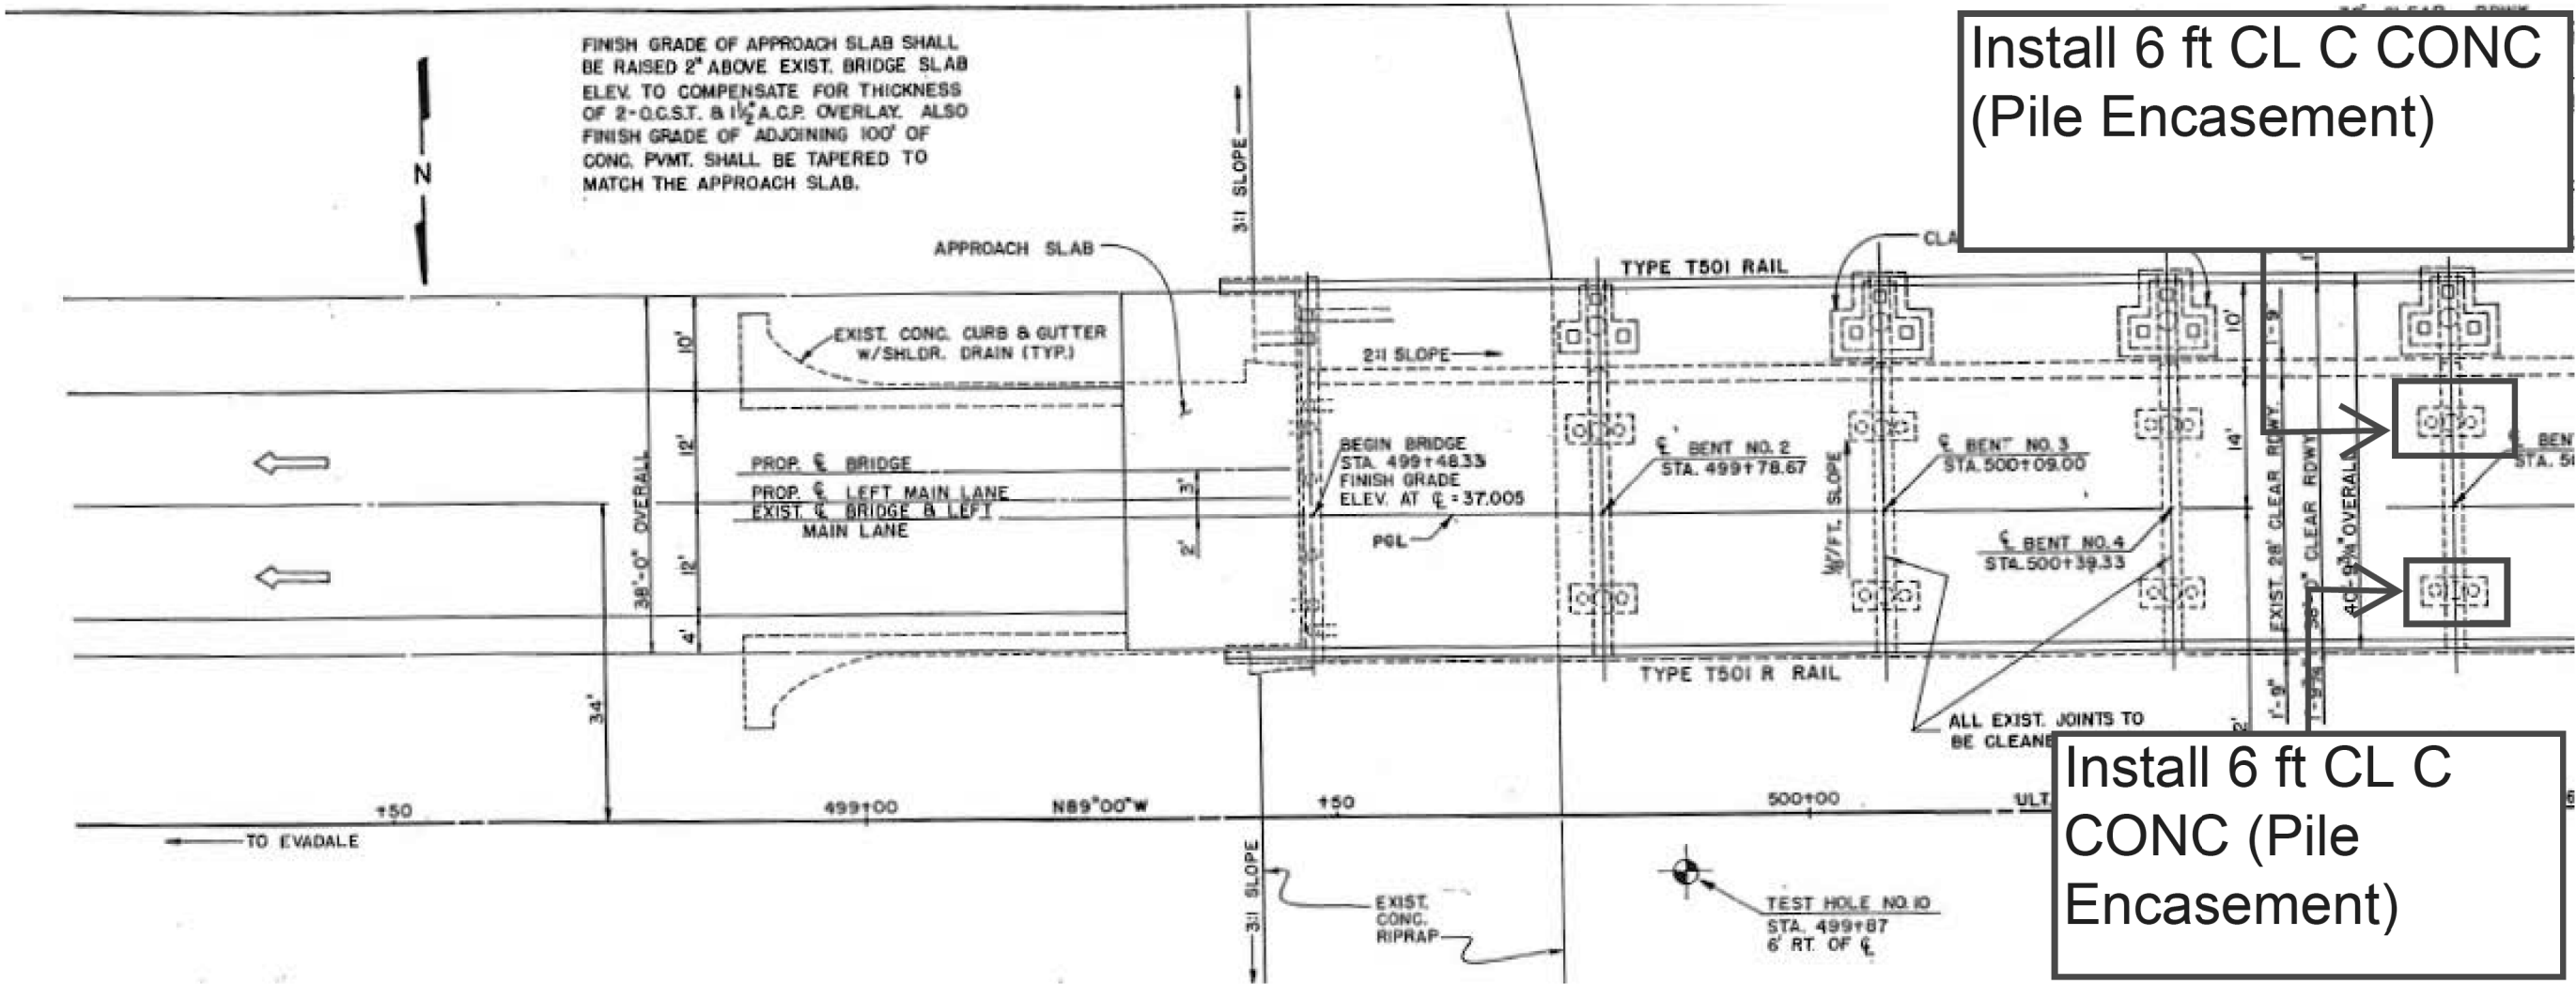 FINISH GRADE OF APPROACH SLAB SHALL
BE RAISED 2" ABOVE EXIST. BRIDGE SLAB
ELEV. TO COMPENSATE FOR THICKNESS
OF 2-O.C.S.T. & 1½" A.C.P. OVERLAY. ALSO
FINISH GRADE OF ADJOINING 100' OF
CONC. PVMT. SHALL BE TAPERED TO
MATCH THE APPROACH SLAB.
N
Install 6 ft CL C CONC
(Pile Encasement)
3:1 SLOPE
APPROACH SLAB
TYPE T501 RAIL
EXIST. CONC. CURB & GUTTER
W/SHLDR. DRAIN (TYP.)
2:1 SLOPE
10'
12'
12'
4'
38'-0" OVERALL
34'
PROP. ℄ BRIDGE
PROP. ℄ LEFT MAIN LANE
EXIST. ℄ BRIDGE & LEFT
MAIN LANE
3'
2'
BEGIN BRIDGE
STA. 499+48.33
FINISH GRADE
ELEV. AT ℄ = 37.005
PGL
℄ BENT NO. 2
STA. 499+78.67
℄ BENT NO. 3
STA. 500+09.00
℄ BENT NO. 4
STA. 500+39.33
⅛"/FT. SLOPE
10'
14'
1'-9"
EXIST. 28' CLEAR RDWY.
1'-9"
CLEAR RDWY
40'-9¾" OVERALL
TYPE T501 R RAIL
ALL EXIST. JOINTS TO
BE
Install 6 ft CL C
CONC (Pile
Encasement)
+50
499+00
N89°00"W
+50
500+00
TO EVADALE
3:1 SLOPE
EXIST.
CONC.
RIPRAP
TEST HOLE NO. 10
STA. 499+87
6' RT. OF ℄